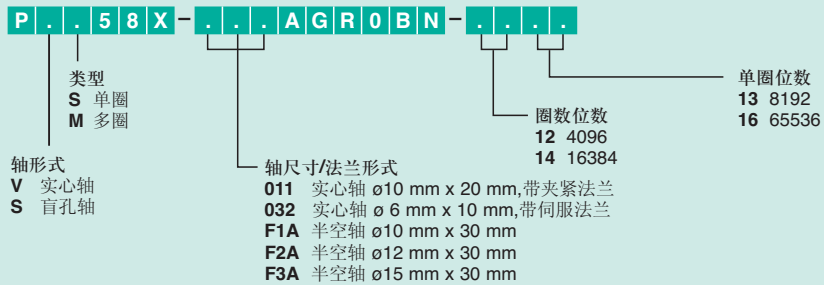 P..58X-...AGR0BN-....
类型
S 单圈
M 多圈
轴形式
V 实心轴
S 盲孔轴
轴尺寸/法兰形式
011 实心轴 ø10 mm x 20 mm,带夹紧法兰
032 实心轴 ø 6 mm x 10 mm,带伺服法兰
F1A 半空轴 ø10 mm x 30 mm
F2A 半空轴 ø12 mm x 30 mm
F3A 半空轴 ø15 mm x 30 mm
圈数位数
12 4096
14 16384
单圈位数
13 8192
16 65536